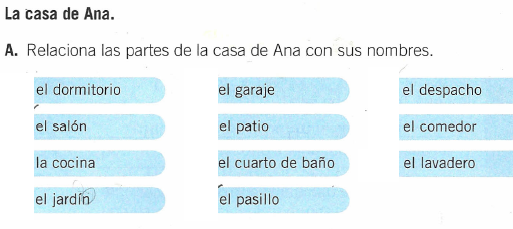 La casa de Ana.
A. Relaciona las partes de la casa de Ana con sus nombres.
el dormitorio el garaje el despacho
el salón el patio el comedor
la cocina el cuarto de baño el lavadero
el jardín el pasillo